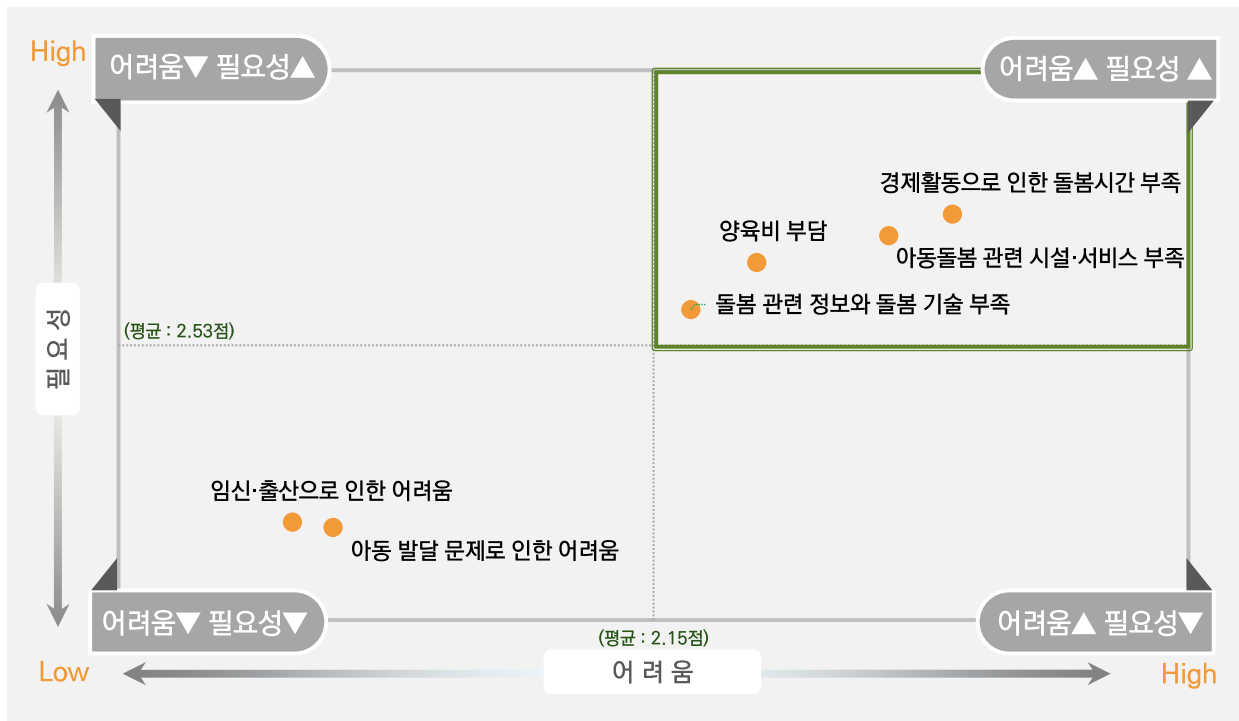 High
어려움▼ 필요성▲
어려움▲ 필요성 ▲
경제활동으로 인한 돌봄시간 부족
양육비 부담
아동돌봄 관련 시설·서비스 부족
돌봄 관련 정보와 돌봄 기술 부족
(평균 : 2.53점)
필요성
임신·출산으로 인한 어려움
아동 발달 문제로 인한 어려움
어려움▼ 필요성▼
어려움▲ 필요성▼
(평균 : 2.15점)
Low
어 려 움
High